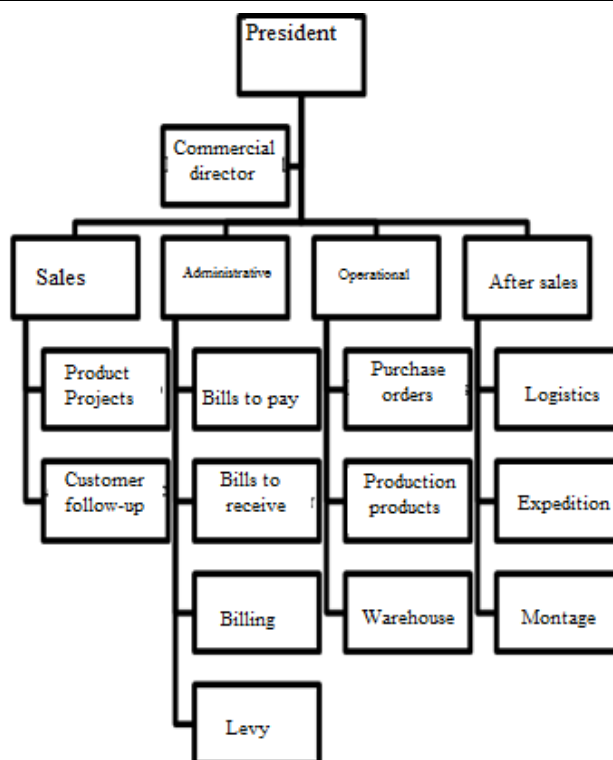 President
Commercial
director
Sales
Administrative
Operational
After sales
Product
Projects
Customer
follow-up
Bills to pay
Bills to
receive
Billing
Levy
Purchase
orders
Production
products
Warehouse
Logistics
Expedition
Montage